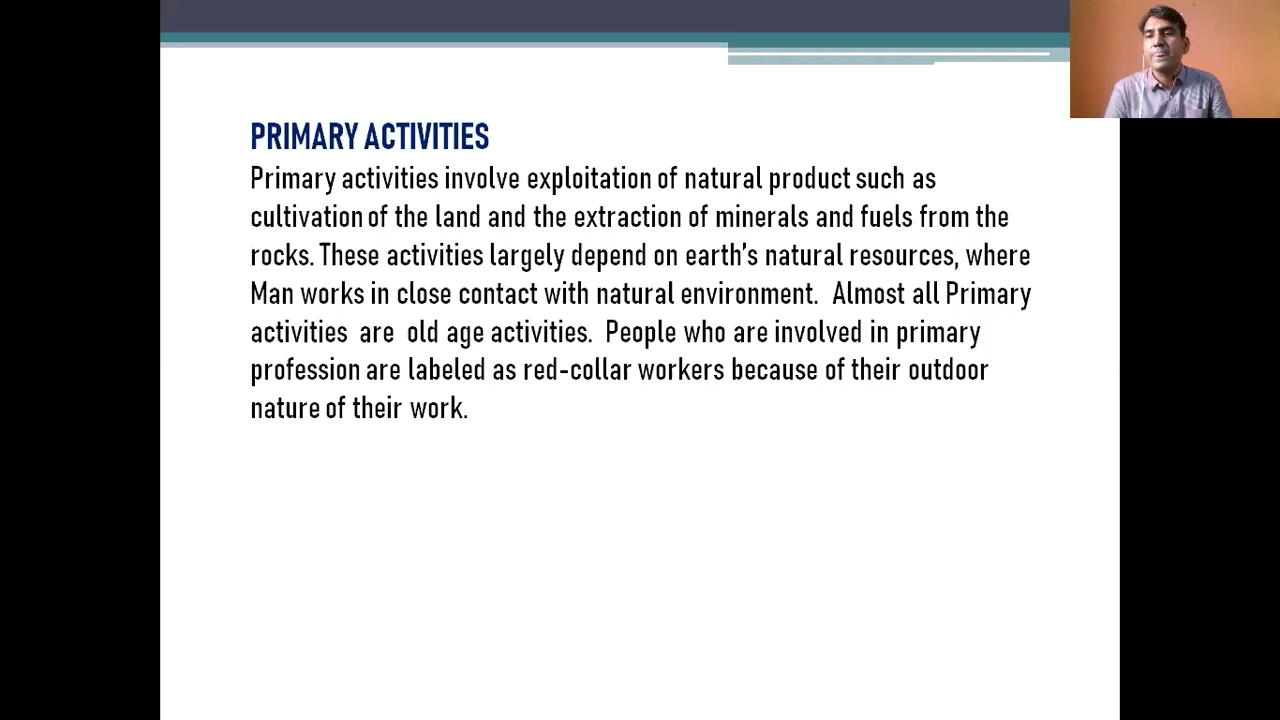 PRIMARY ACTIVITIES
Primary activities involve exploitation of natural product such as
cultivation of the land and the extraction of minerals and fuels from the
rocks. These activities largely depend on earth's natural resources, where
Man works in close contact with natural environment.  Almost all Primary
activities  are  old age activities.  People who are involved in primary
profession are labeled as red-collar workers because of their outdoor
nature of their work.